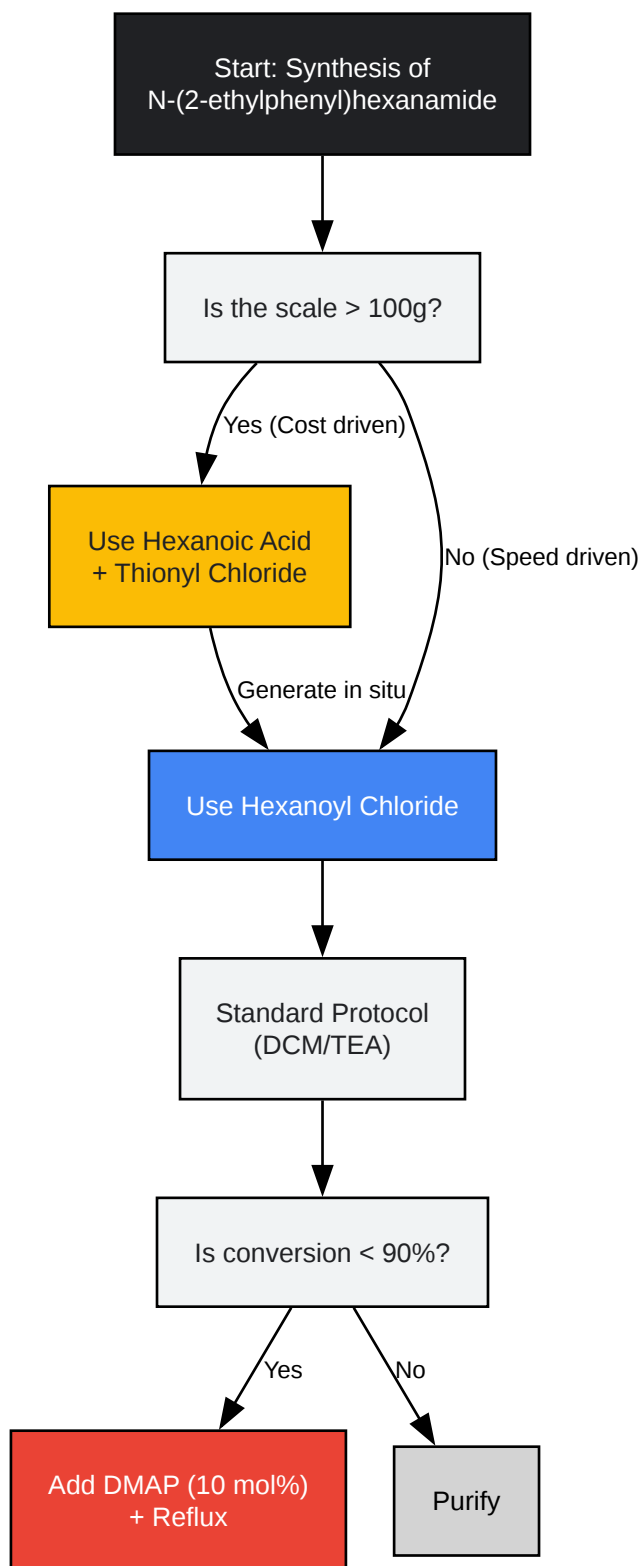 Start: Synthesis of
N-(2-ethylphenyl)hexanamide
Is the scale > 100g?
Yes (Cost driven)
Use Hexanoic Acid
+ Thionyl Chloride
No (Speed driven)
Generate in situ
Use Hexanoyl Chloride
Standard Protocol
(DCM/TEA)
Is conversion < 90%?
Yes
No
Add DMAP (10 mol%)
+ Reflux
Purify